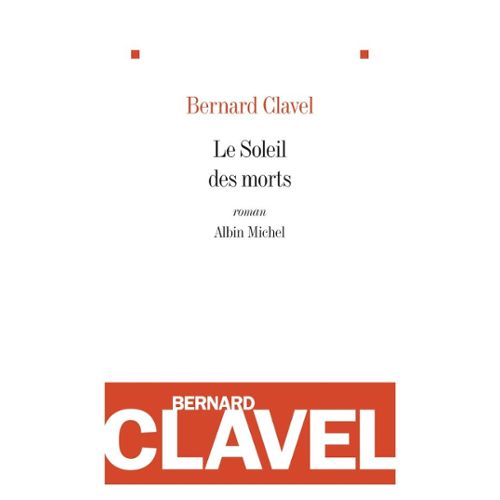 Bernard Clavel
Le Soleil
des morts
roman
Albin Michel
BERNARD
CLAVEL